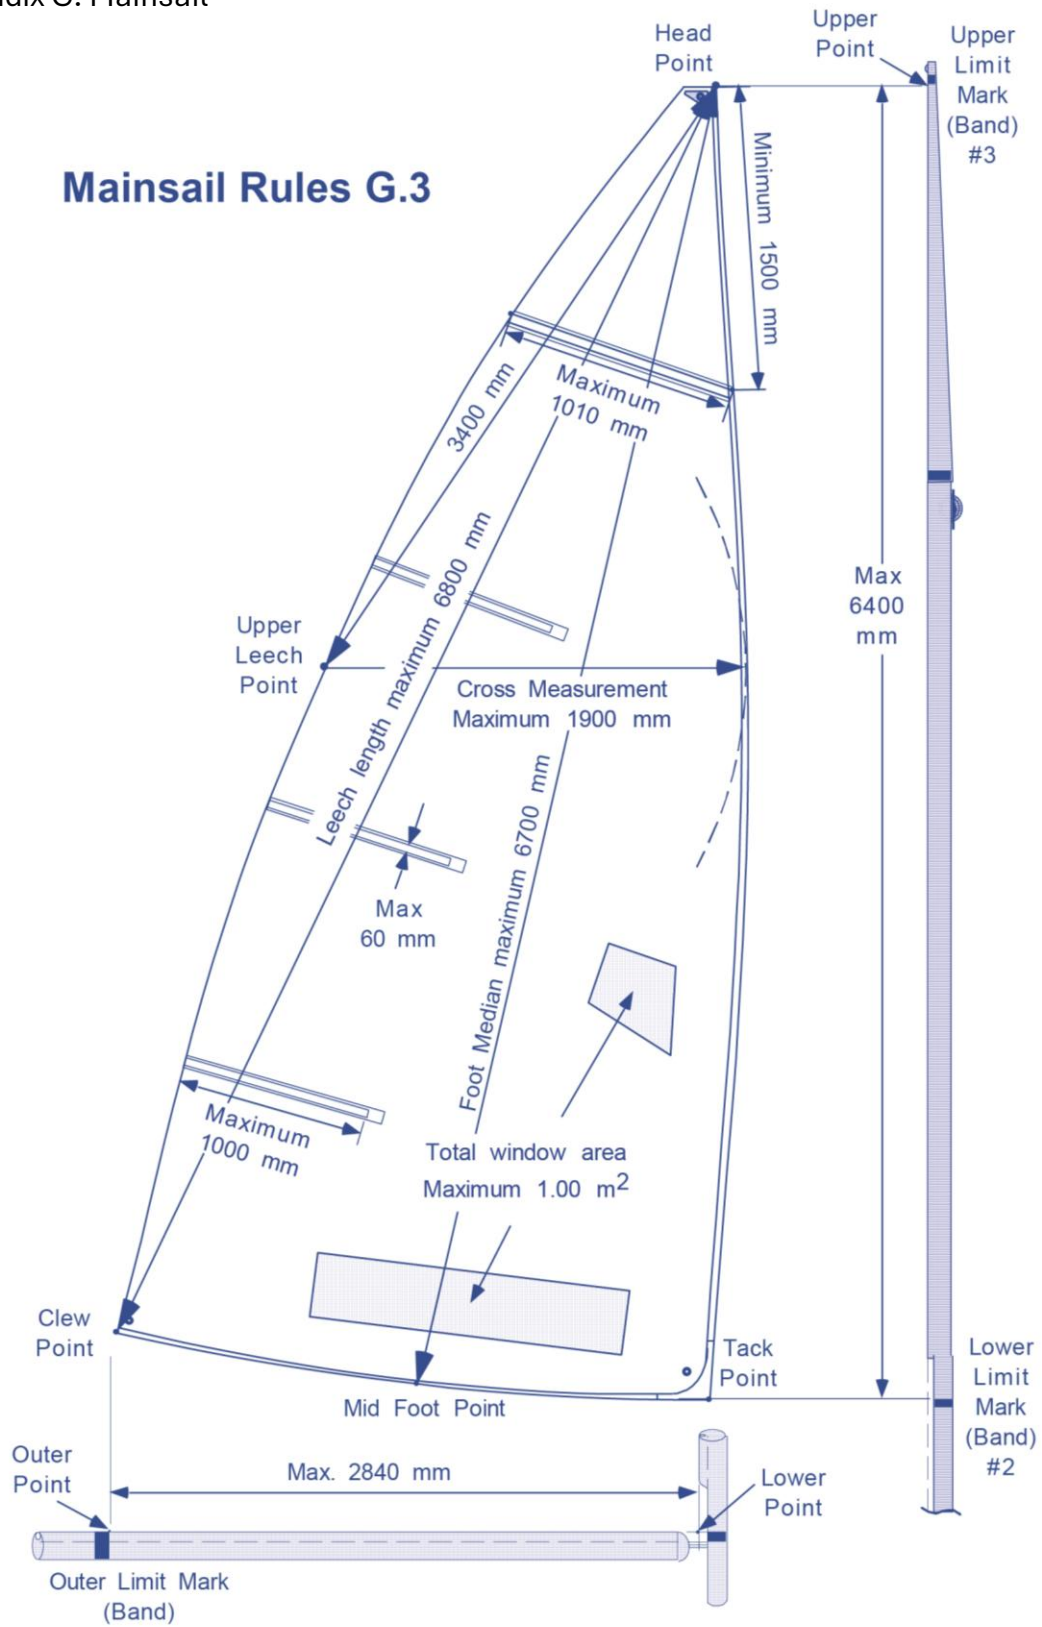 Mainsail Rules G.3
Head
Point
Upper
Point
Upper
Limit
Mark
(Band)
#3
Minimum 1500 mm
Maximum
1010 mm
3400 mm
Leech length maximum 6800 mm
Max
6400
mm
Upper
Leech
Point
Cross Measurement
Maximum 1900 mm
Foot Median maximum 6700 mm
Max
60 mm
Maximum
1000 mm
Total window area
Maximum 1.00 m2
Clew
Point
Tack
Point
Mid Foot Point
Lower
Limit
Mark
(Band)
#2
Outer
Point
Max. 2840 mm
Lower
Point
Outer Limit Mark
(Band)